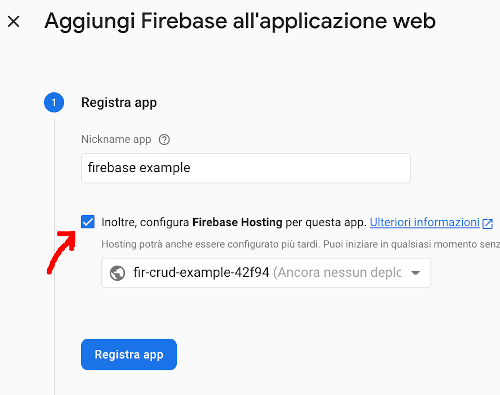 Aggiungi Firebase all'applicazione web
1 Registra app
Nickname app
firebase example
Inoltre, configura Firebase Hosting per questa app. Ulteriori informazioni
Hosting potrà anche essere configurato più tardi. Puoi iniziare in qualsiasi momento senz
fir-crud-example-42f94 (Ancora nessun deplo
Registra app